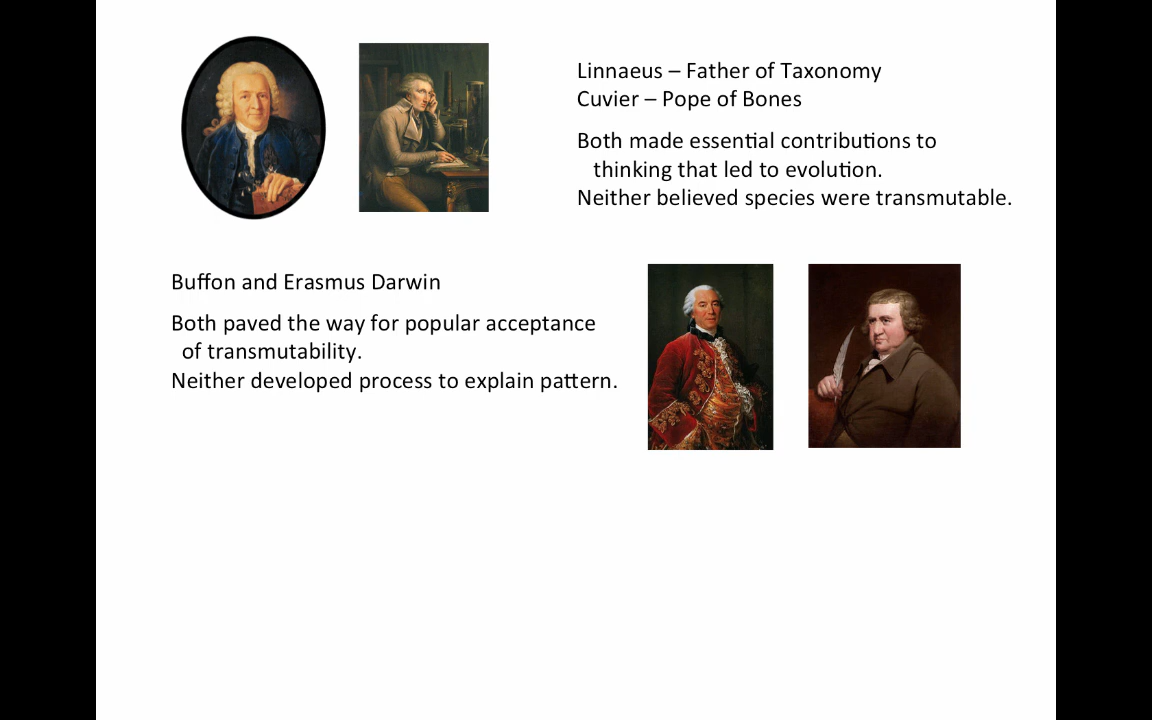 Linnaeus – Father of Taxonomy
Cuvier – Pope of Bones
Both made essential contributions to
thinking that led to evolution.
Neither believed species were transmutable.
Buffon and Erasmus Darwin
Both paved the way for popular acceptance
of transmutability.
Neither developed process to explain pattern.